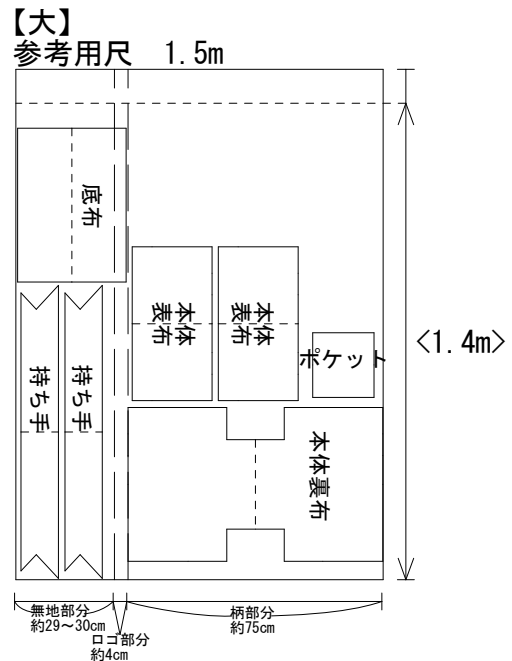 【大】
参考用尺　1.5m
底布
本体
表布
本体
表布
ポケット
<1.4m>
持ち手
持ち手
本体裏布
無地部分
約29～30cm
ロゴ部分
約4cm
柄部分
約75cm